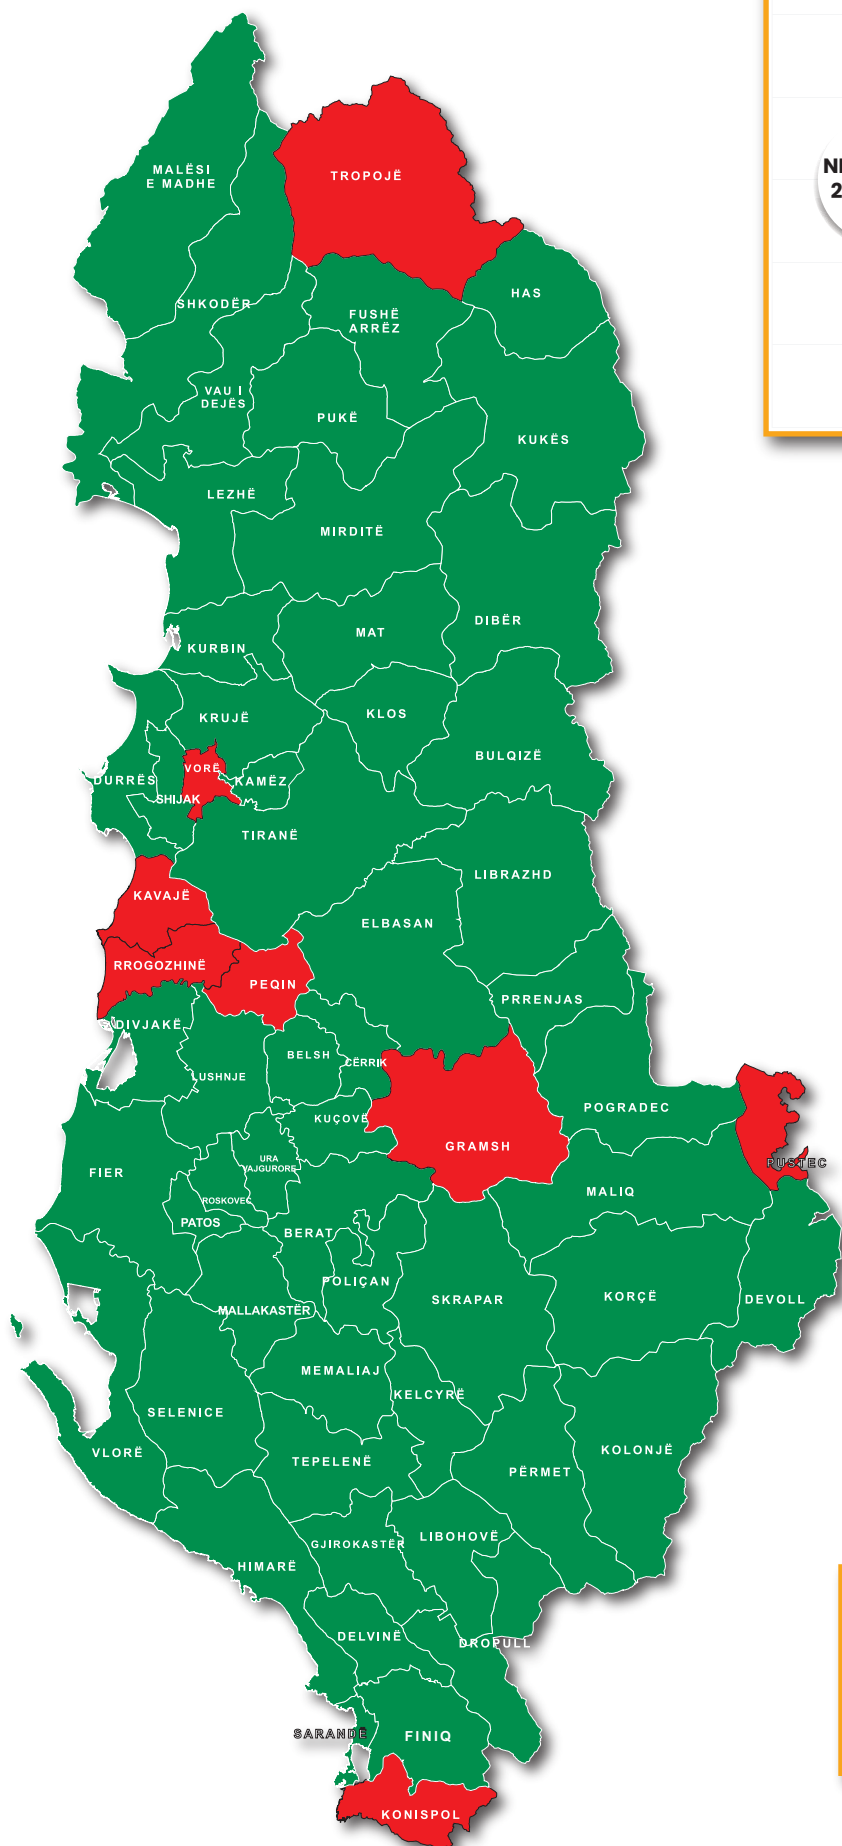 MALËSI
E MADHE
TROPOJË
HAS
SHKODËR
FUSHË
ARRËZ
VAU I
DEJËS
PUKË
KUKËS
LEZHË
MIRDITË
DIBËR
MAT
KURBIN
KRUJË
KLOS
BULQIZË
VORË
DURRËS
KAMËZ
SHIJAK
TIRANË
LIBRAZHD
KAVAJË
ELBASAN
RROGOZHINË
PEQIN
PRRENJAS
DIVJAKË
BELSH
CËRRIK
LUSHNJE
POGRADEC
KUÇOVË
GRAMSH
URA
VAJGURORE
PUSTEC
FIER
MALIQ
ROSKOVEC
PATOS
BERAT
POLIÇAN
SKRAPAR
KORÇË
DEVOLL
MALLAKASTËR
MEMALIAJ
KELCYRË
SELENICE
VLORË
TEPELENË
PËRMET
KOLONJË
LIBOHOVË
GJIROKASTËR
HIMARË
DELVINË
DROPULL
SARANDË
FINIQ
KONISPOL